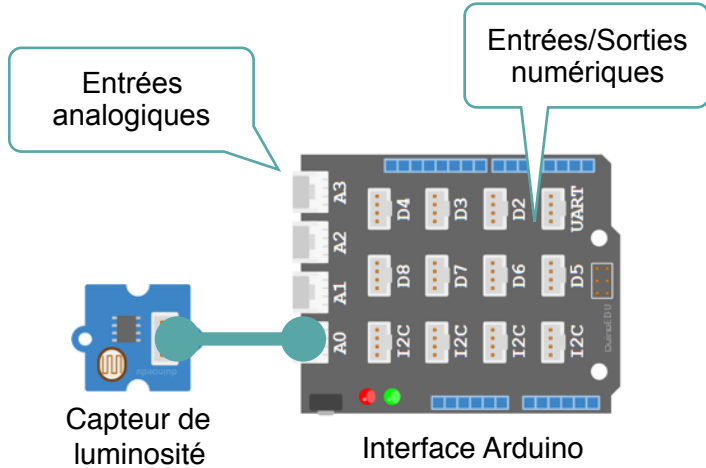 Entrées/Sorties
numériques
Entrées
analogiques
A3
D4
D3
D2
UART
A2
A1
D8
D7
D6
D5
A0
I2C
I2C
I2C
I2C
DuinoEDU
Capteur de
luminosité
Interface Arduino